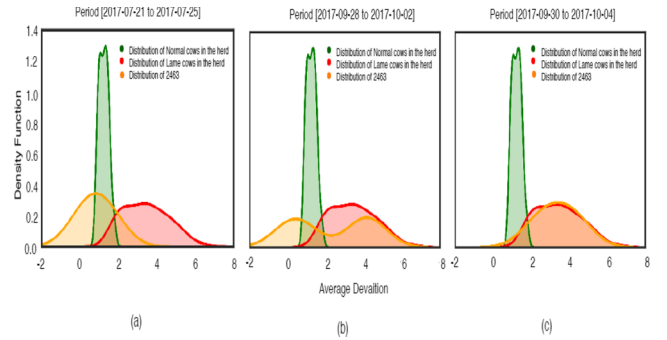 Period [2017-07-21 to 2017-07-25]
Period [2017-09-28 to 2017-10-02]
Period [2017-09-30 to 2017-10-04]
Density Function
1.4
1.2
1.0
0.8
0.6
0.4
0.2
0.0
Distribution of Normal cows in the herd
Distribution of Lame cows in the herd
Distribution of 2463
Distribution of Normal cows in the herd
Distribution of Lame cows in the herd
Distribution of 2463
Distribution of Normal cows in the herd
Distribution of Lame cows in the herd
Distribution of 2463
-2 0 2 4 6 8
-2 0 2 4 6 8
-2 0 2 4 6 8
Average Devaition
(a)
(b)
(c)